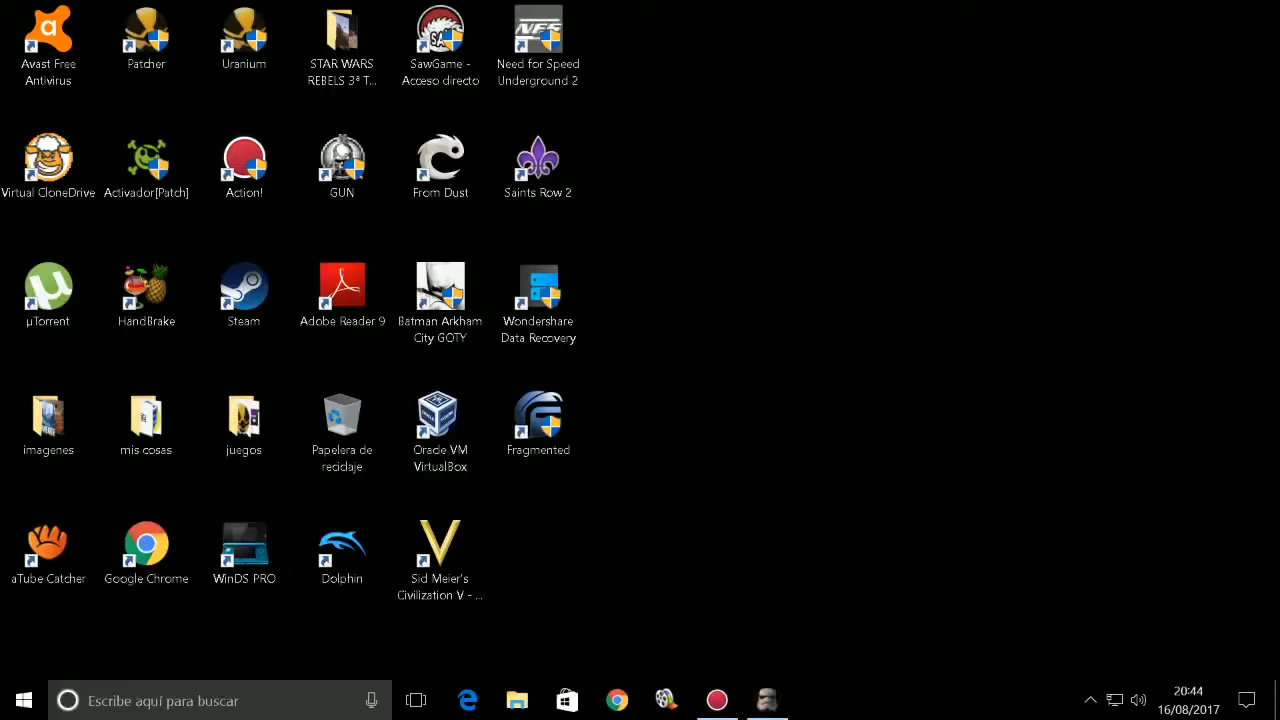 Avast Free
Antivirus
Patcher
Uranium
STAR WARS
REBELS 3ª T...
SawGame -
Acceso directo
Need for Speed
Underground 2
Virtual CloneDrive
Activador[Patch]
Action!
GUN
From Dust
Saints Row 2
µTorrent
HandBrake
Steam
Adobe Reader 9
Batman Arkham
City GOTY
Wondershare
Data Recovery
imagenes
mis cosas
juegos
Papelera de
reciclaje
Oracle VM
VirtualBox
Fragmented
aTube Catcher
Google Chrome
WinDS PRO
Dolphin
Sid Meier's
Civilization V - ...
Escribe aquí para buscar
20:44
16/08/2017